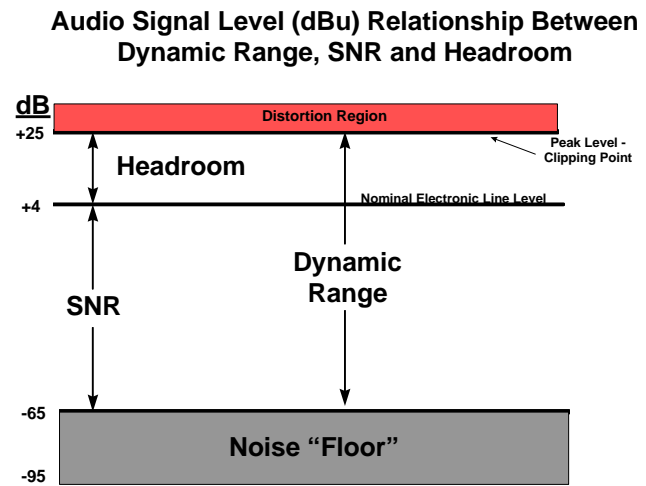 Audio Signal Level (dBu) Relationship Between
Dynamic Range, SNR and Headroom
dB
Distortion Region
+25
Peak Level -
Clipping Point
Headroom
+4
Nominal Electronic Line Level
Dynamic
Range
SNR
-65
Noise “Floor”
-95